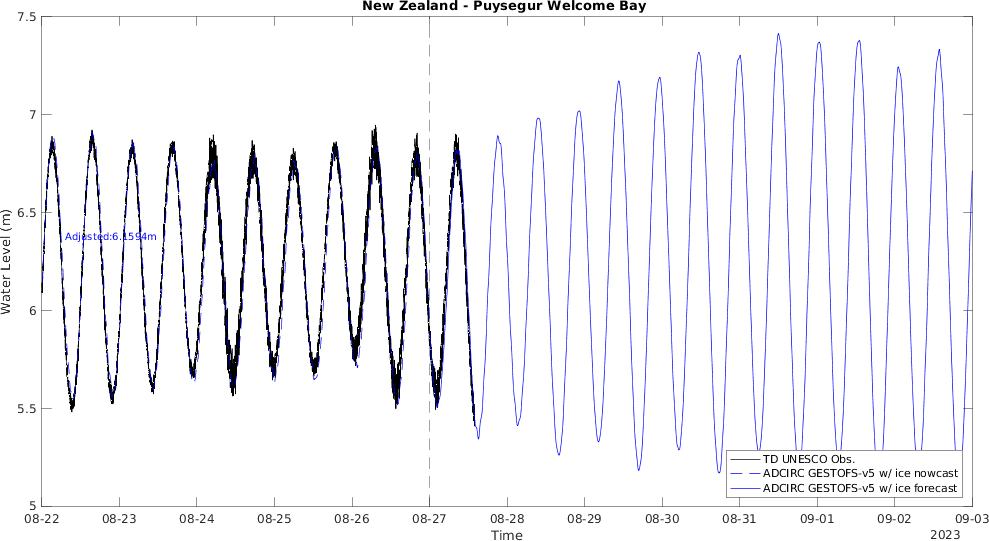 New Zealand - Puysegur Welcome Bay
7.5
7
6.5
6
5.5
5
Water Level (m)
Adjusted:6.1594m
TD UNESCO Obs.
ADCIRC GESTOFS-v5 w/ ice nowcast
ADCIRC GESTOFS-v5 w/ ice forecast
08-22 08-23 08-24 08-25 08-26 08-27 08-28 08-29 08-30 08-31 09-01 09-02 09-03
Time
2023